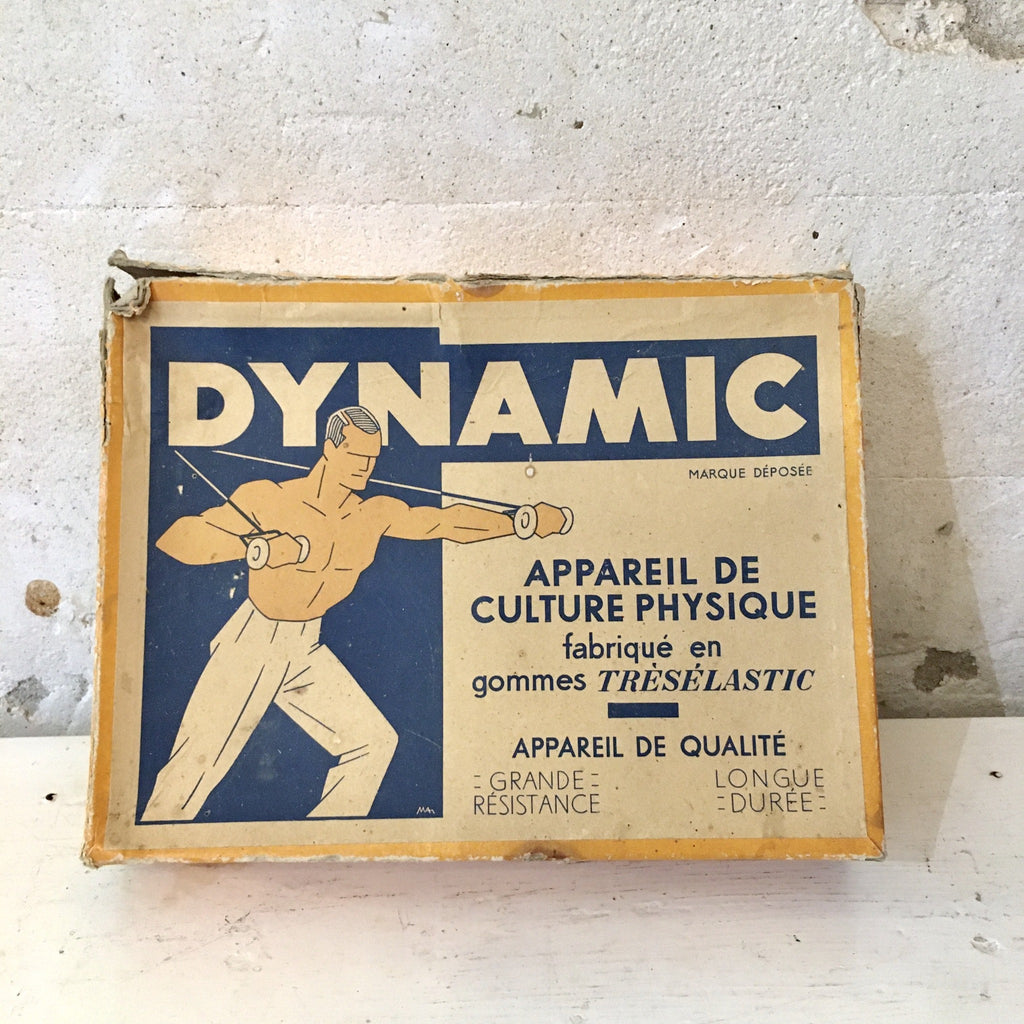 DYNAMIC
MARQUE DÉPOSÉE
APPAREIL DE
CULTURE PHYSIQUE
fabriqué en
gommes TRÈSÉLASTIC
APPAREIL DE QUALITÉ
GRANDE
RÉSISTANCE
LONGUE
DURÉE